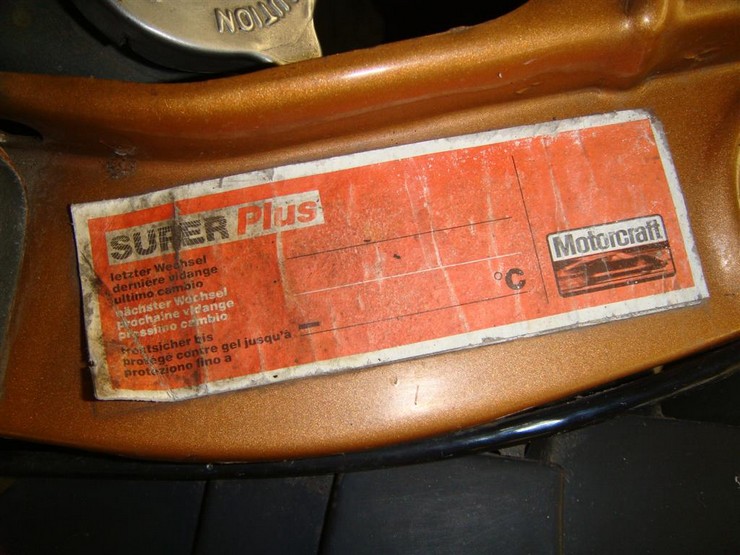 CAUTION
SUPER Plus
letzter Wechsel
dernière vidange
ultimo cambio
nächster Wechsel
prochaine vidange
prossimo cambio
frostsicher bis
protégé contre gel jusqu'à
protezione fino a
– °C
Motorcraft